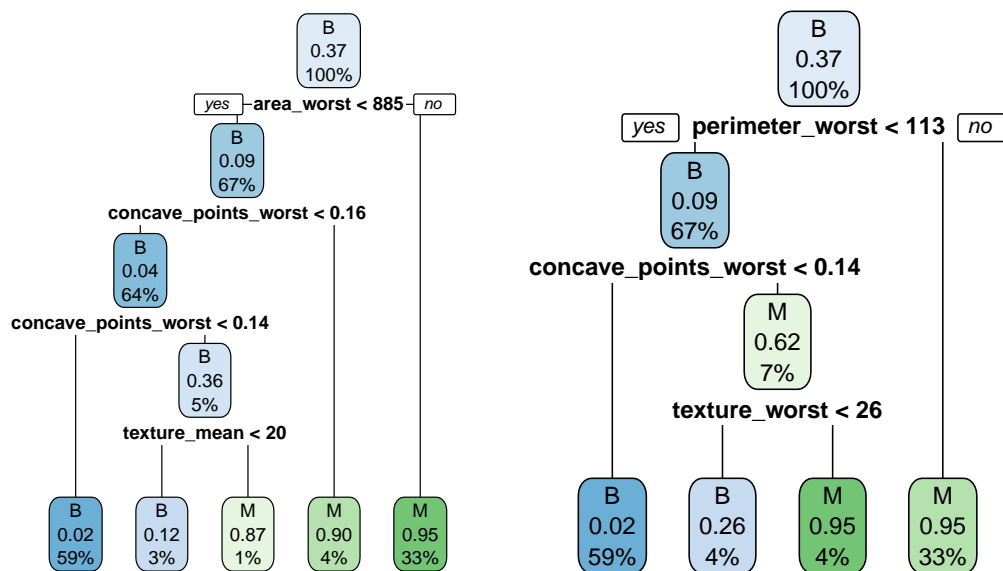 B
0.37
100%
yes area_worst < 885 no
B
0.09
67%
concave_points_worst < 0.16
B
0.04
64%
concave_points_worst < 0.14
B
0.36
5%
texture_mean < 20
B
0.02
59%
B
0.12
3%
M
0.87
1%
M
0.90
4%
M
0.95
33%
B
0.37
100%
yes perimeter_worst < 113 no
B
0.09
67%
concave_points_worst < 0.14
M
0.62
7%
texture_worst < 26
B
0.02
59%
B
0.26
4%
M
0.95
4%
M
0.95
33%